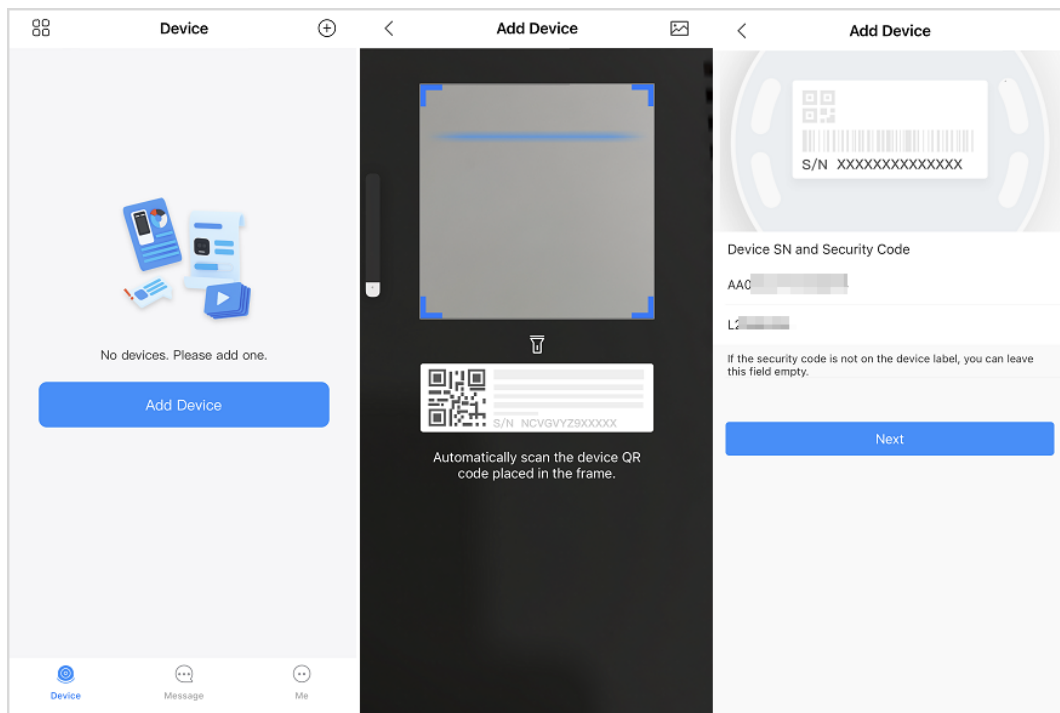 Device
No devices. Please add one.
Add Device
Device
Message
Me
Add Device
S/N NCVGVYZ9XXXXX
Automatically scan the device QR
code placed in the frame.
Add Device
S/N XXXXXXXXXXXXXX
Device SN and Security Code
AA0
L2
If the security code is not on the device label, you can leave
this field empty.
Next